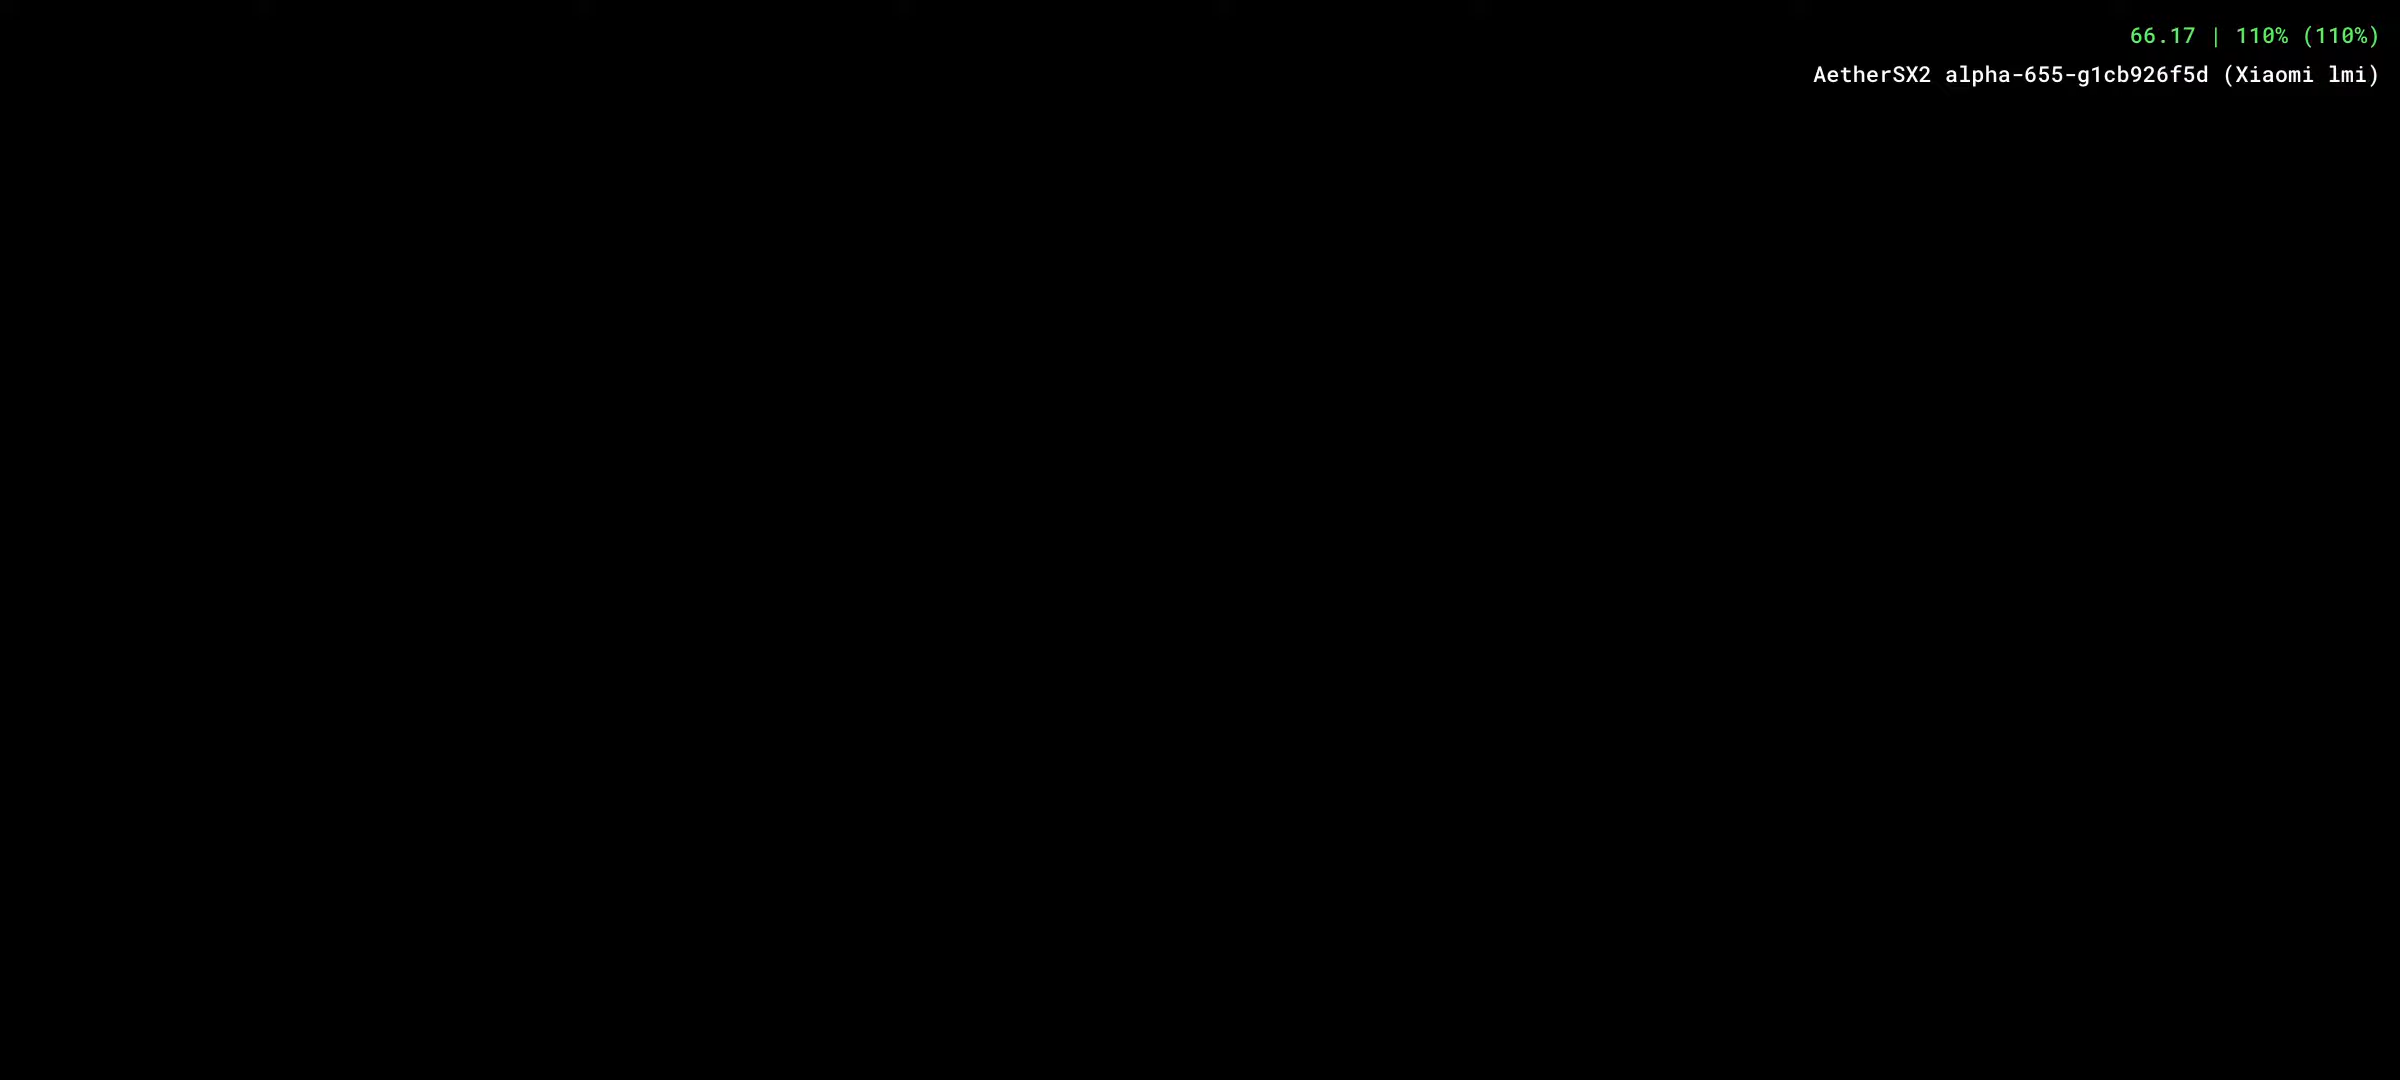 66.17 | 110% (110%)
AetherSX2 alpha-655-g1cb926f5d (Xiaomi lmi)